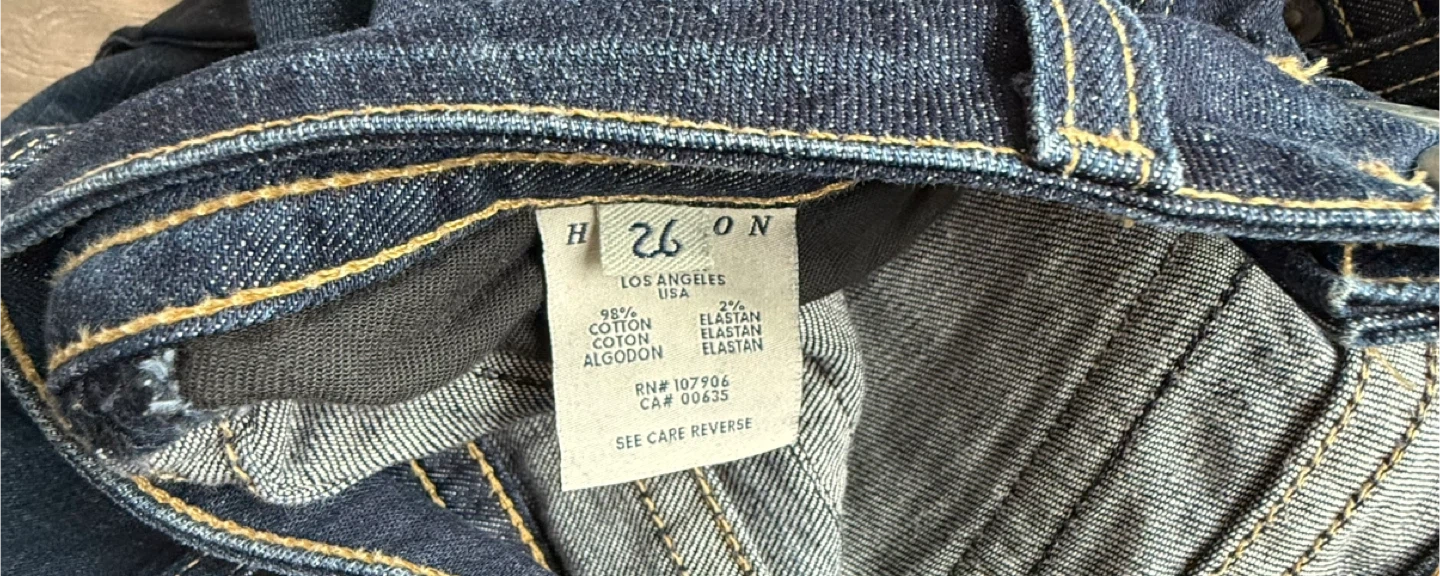 H O N
26
LOS ANGELES
USA
98%
COTTON
COTON
ALGODON
2%
ELASTAN
ELASTAN
ELASTAN
RN# 107906
CA# 00635
SEE CARE REVERSE